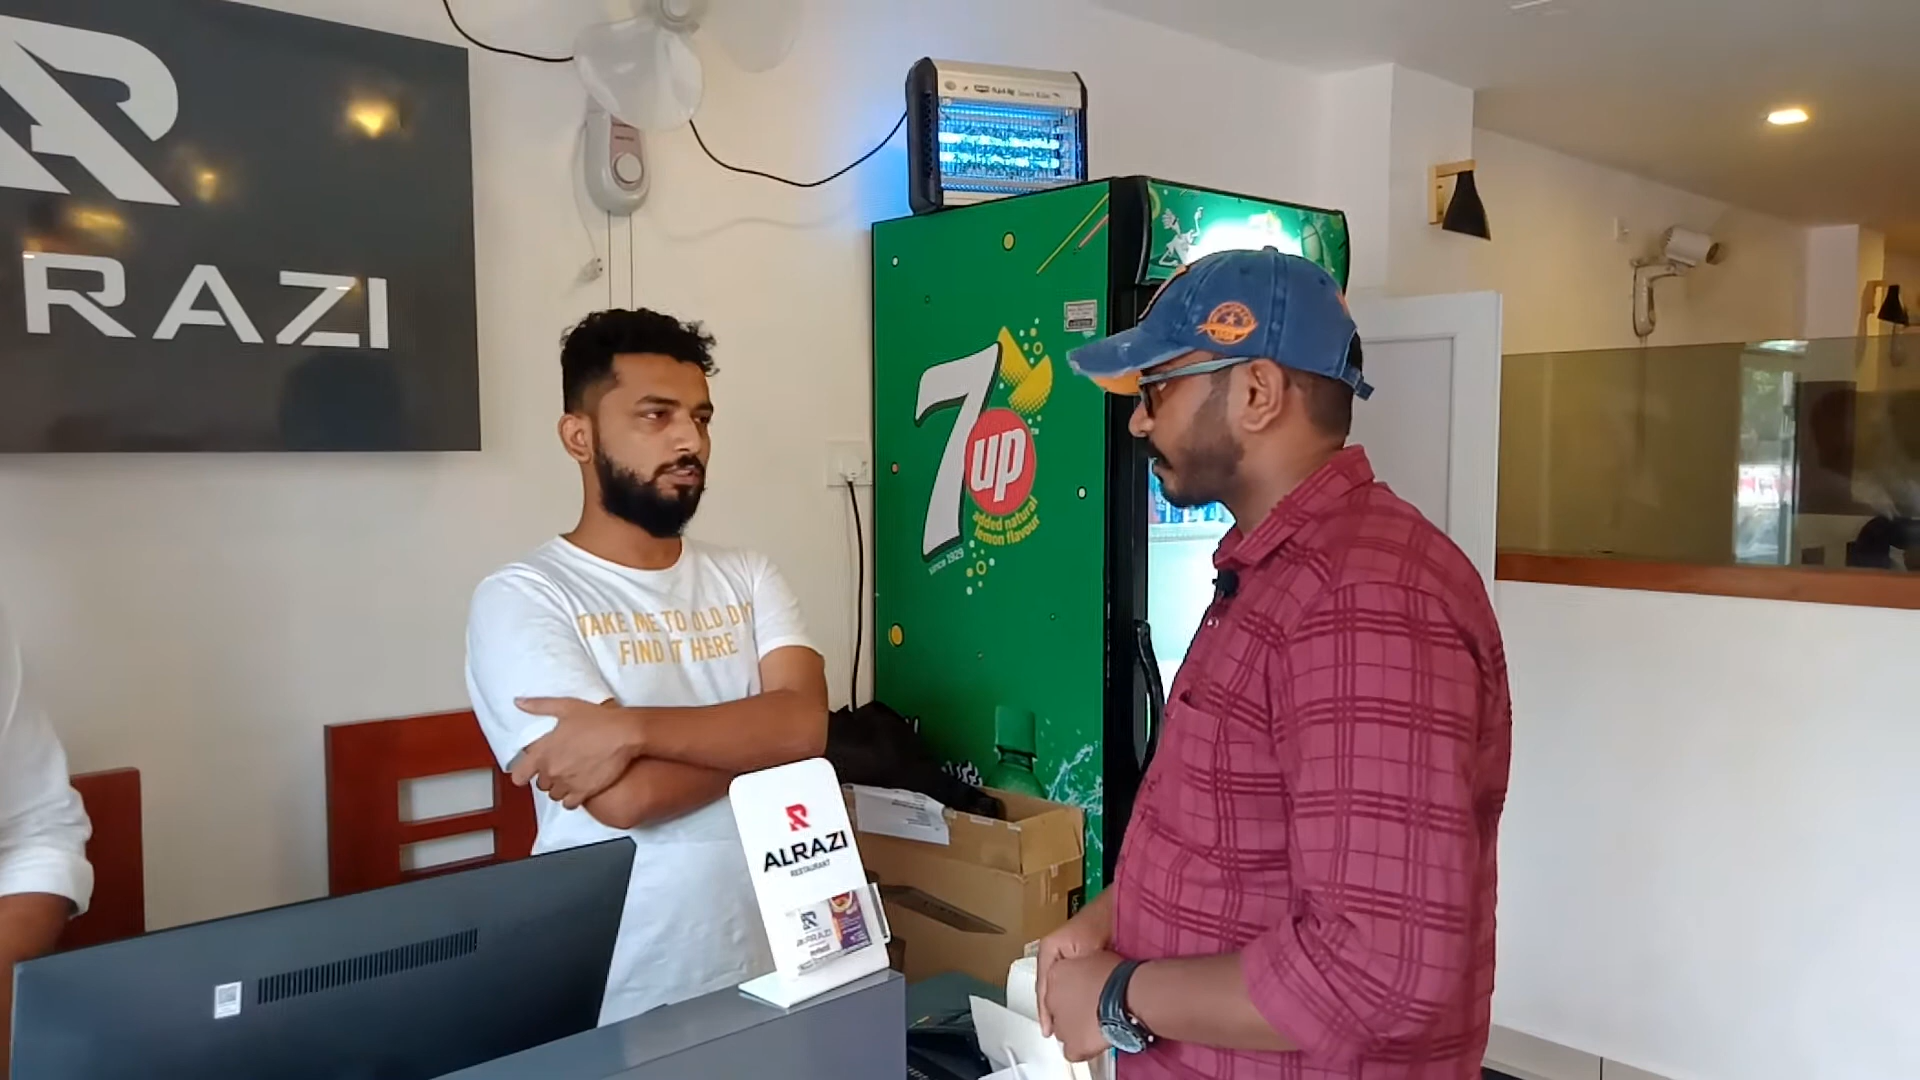 RAZI
7
up
added natural
lemon flavour
since 1929
TAKE ME TO OLD
FIND IT HERE
ALRAZI
RESTAURANT